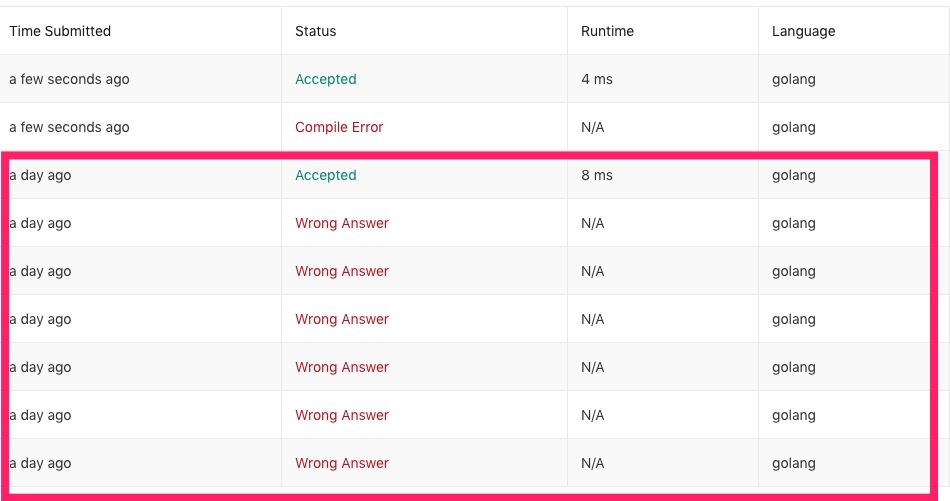 Time Submitted Status Runtime Language
a few seconds ago Accepted 4 ms golang
a few seconds ago Compile Error N/A golang
a day ago Accepted 8 ms golang
a day ago Wrong Answer N/A golang
a day ago Wrong Answer N/A golang
a day ago Wrong Answer N/A golang
a day ago Wrong Answer N/A golang
a day ago Wrong Answer N/A golang
a day ago Wrong Answer N/A golang